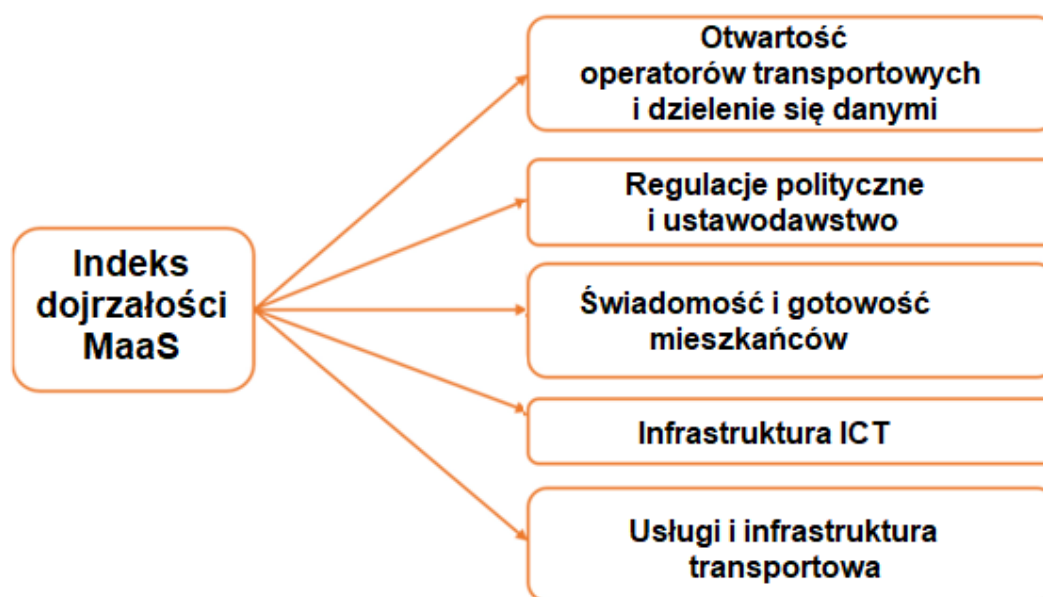 Otwartość
operatorów transportowych
i dzielenie się danymi
Regulacje polityczne
i ustawodawstwo
Indeks
dojrzałości
MaaS
Świadomość i gotowość
mieszkańców
Infrastruktura ICT
Usługi i infrastruktura
transportowa